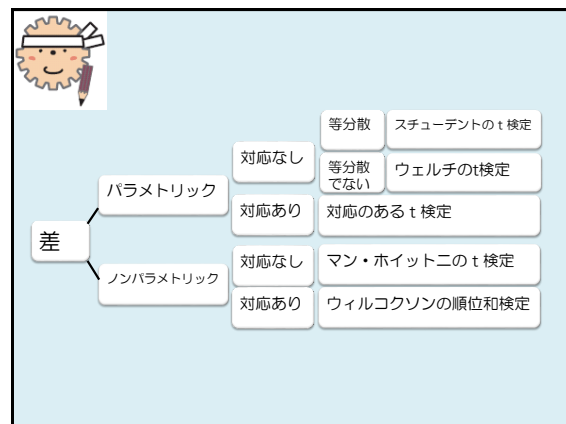 差
パラメトリック
対応なし
等分散
スチューデントのt検定
等分散
でない
ウェルチのt検定
対応あり
対応のあるt検定
ノンパラメトリック
対応なし
マン・ホイットニのt検定
対応あり
ウィルコクソンの順位和検定